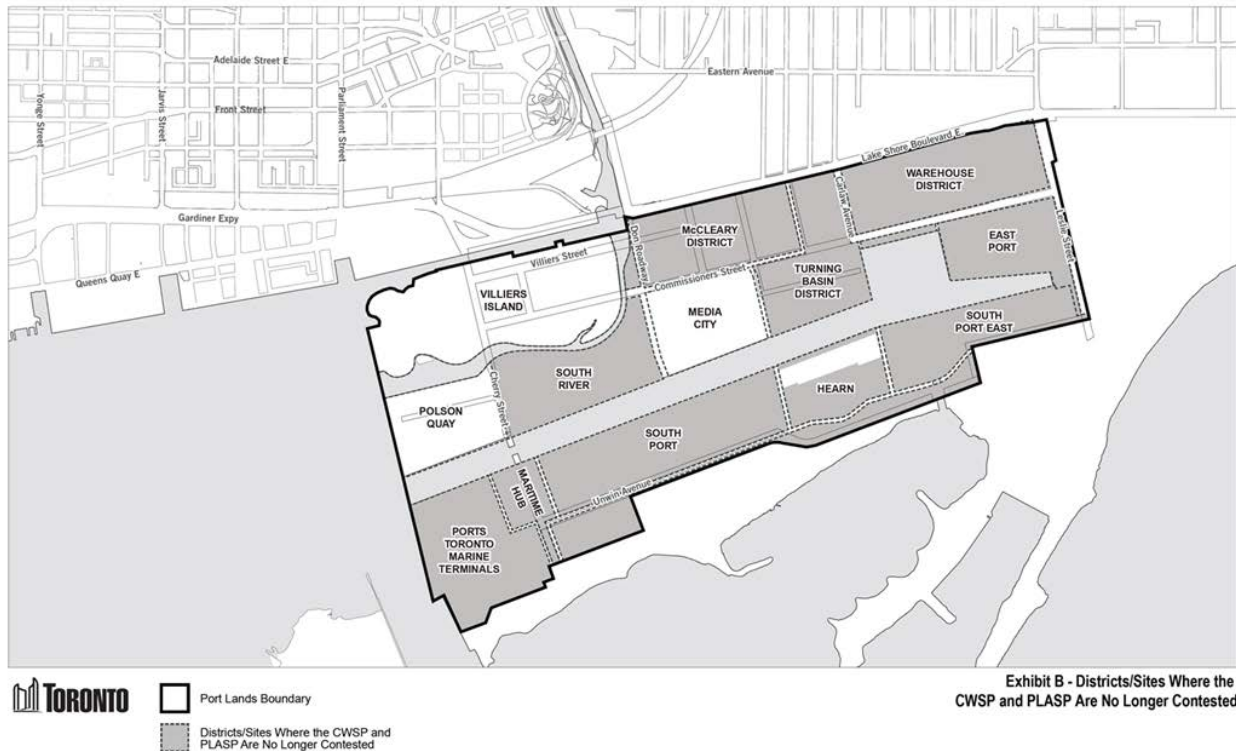 Adelaide Street E
Eastern Avenue
Front Street
Yonge Street
Jarvis Street
Parliament Street
Lake Shore Boulevard E.
WAREHOUSE
DISTRICT
Carlaw Avenue
Gardiner Expy
McCLEARY
DISTRICT
Don Roadway
EAST
PORT
Leslie Street
Villiers Street
Queens Quay E
Commissioners Street
TURNING
BASIN
DISTRICT
VILLIERS
ISLAND
MEDIA
CITY
SOUTH
PORT EAST
SOUTH
RIVER
HEARN
Cherry Street
POLSON
QUAY
SOUTH
PORT
MARITIME
HUB
Unwin Avenue
PORTS
TORONTO
MARINE
TERMINALS
TORONTO
Port Lands Boundary
Districts/Sites Where the CWSP and
PLASP Are No Longer Contested
Exhibit B - Districts/Sites Where the
CWSP and PLASP Are No Longer Contested